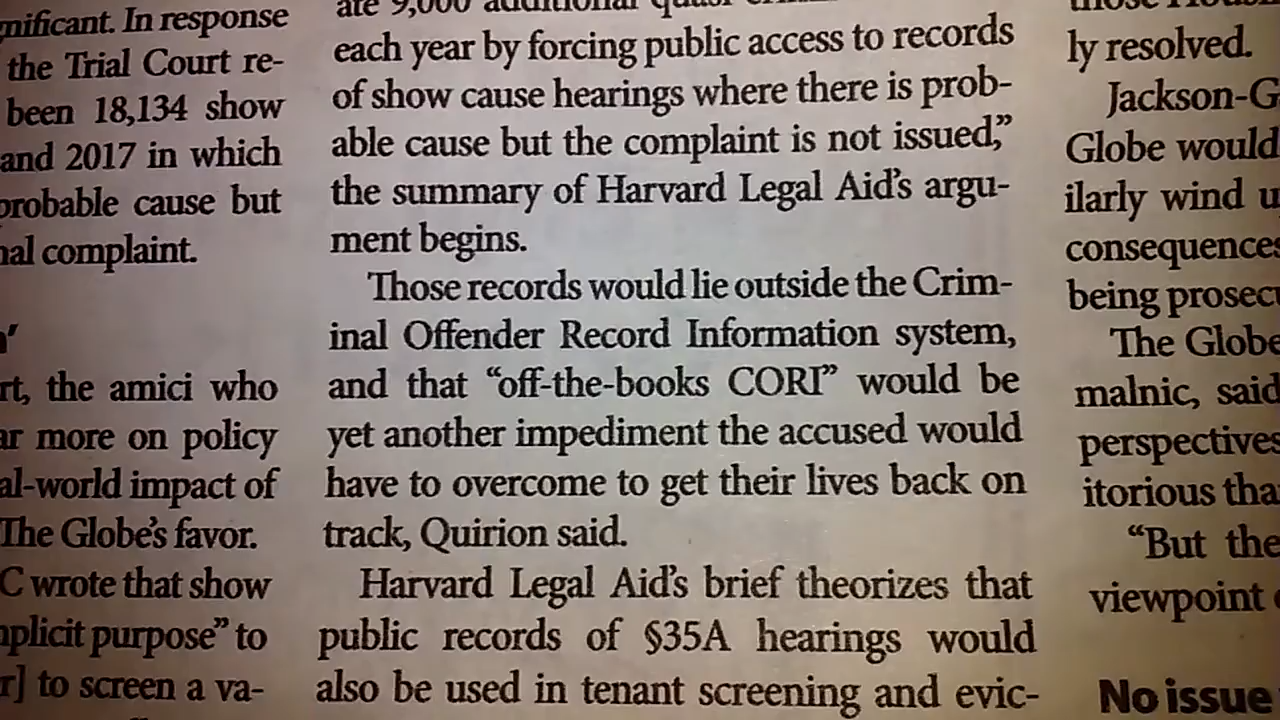 In response
the Trial Court re-
been 18,134 show
and 2017 in which
probable cause but
complaint.
rt, the amici who
more on policy
al-world impact of
The Globe's favor.
C wrote that show
purpose” to
r] to screen a va-
ate 9,000 additional
each year by forcing public access to records
of show cause hearings where there is prob-
able cause but the complaint is not issued,”
the summary of Harvard Legal Aid's argu-
ment begins.
Those records would lie outside the Crim-
inal Offender Record Information system,
and that “off-the-books CORI” would be
yet another impediment the accused would
have to overcome to get their lives back on
track, Quirion said.
Harvard Legal Aid's brief theorizes that
public records of §35A hearings would
also be used in tenant screening and evic-
those
ly resolved.
Jackson-G
Globe would
ilarly wind u
consequences
being prosecu
The Globe
malnic, said
perspectives
itorious tha
“But the
viewpoint
No issue